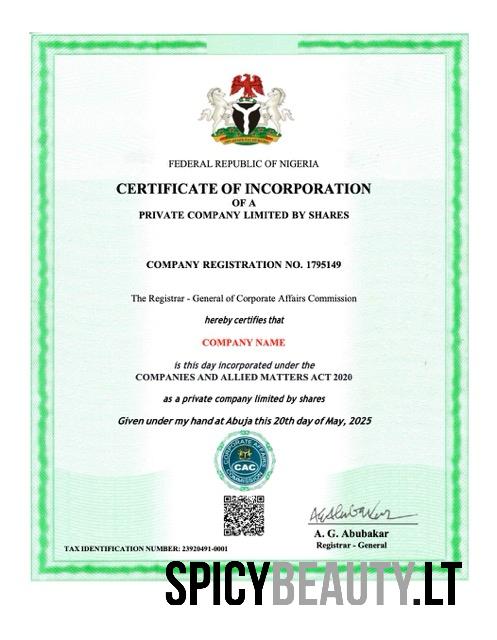 FEDERAL REPUBLIC OF NIGERIA
CERTIFICATE OF INCORPORATION
OF A
PRIVATE COMPANY LIMITED BY SHARES
COMPANY REGISTRATION NO. 1795149
The Registrar - General of Corporate Affairs Commission
hereby certifies that
COMPANY NAME
is this day incorporated under the
COMPANIES AND ALLIED MATTERS ACT 2020
as a private company limited by shares
Given under my hand at Abuja this 20th day of May, 2025
CORPORATE AFFAIRS
CAC
COMMISSION
A. G. Abubakar
Registrar - General
TAX IDENTIFICATION NUMBER: 23920491-0001
SPICYBEAUTY.LT